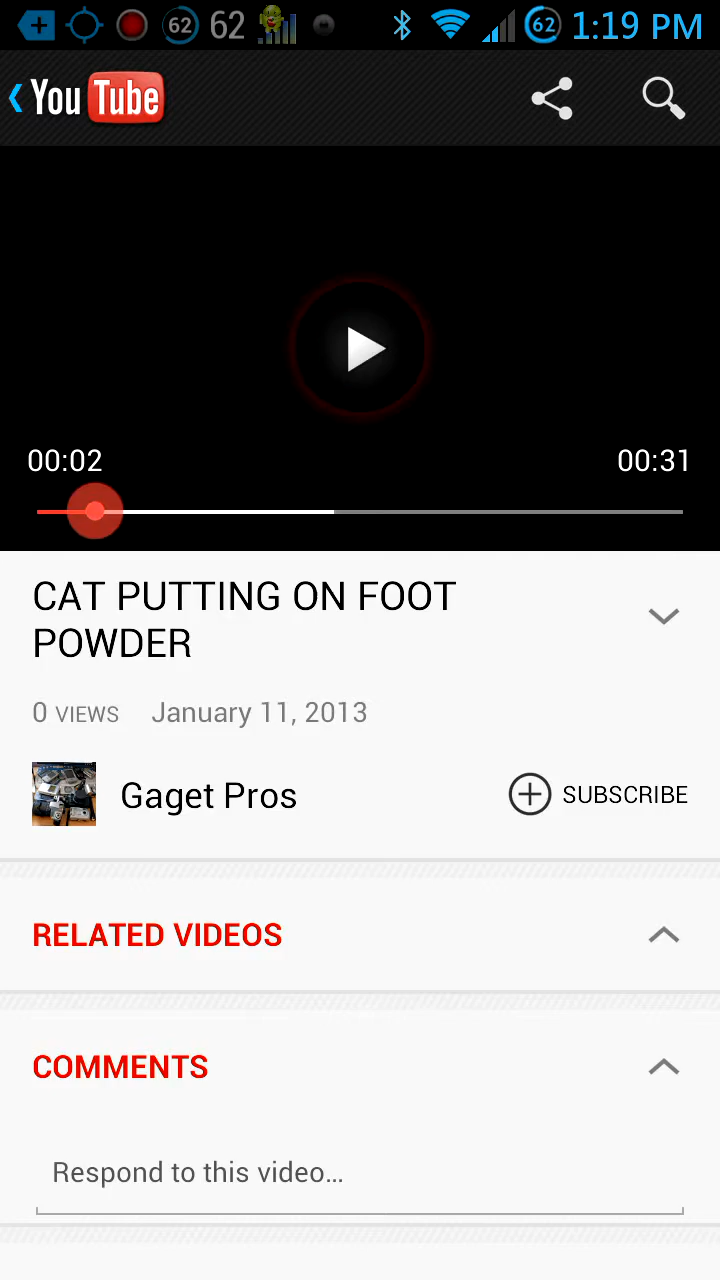 62 62 62 1:19 PM
YouTube
00:02 00:31
CAT PUTTING ON FOOT
POWDER
0 VIEWS January 11, 2013
Gaget Pros SUBSCRIBE
RELATED VIDEOS
COMMENTS
Respond to this video...